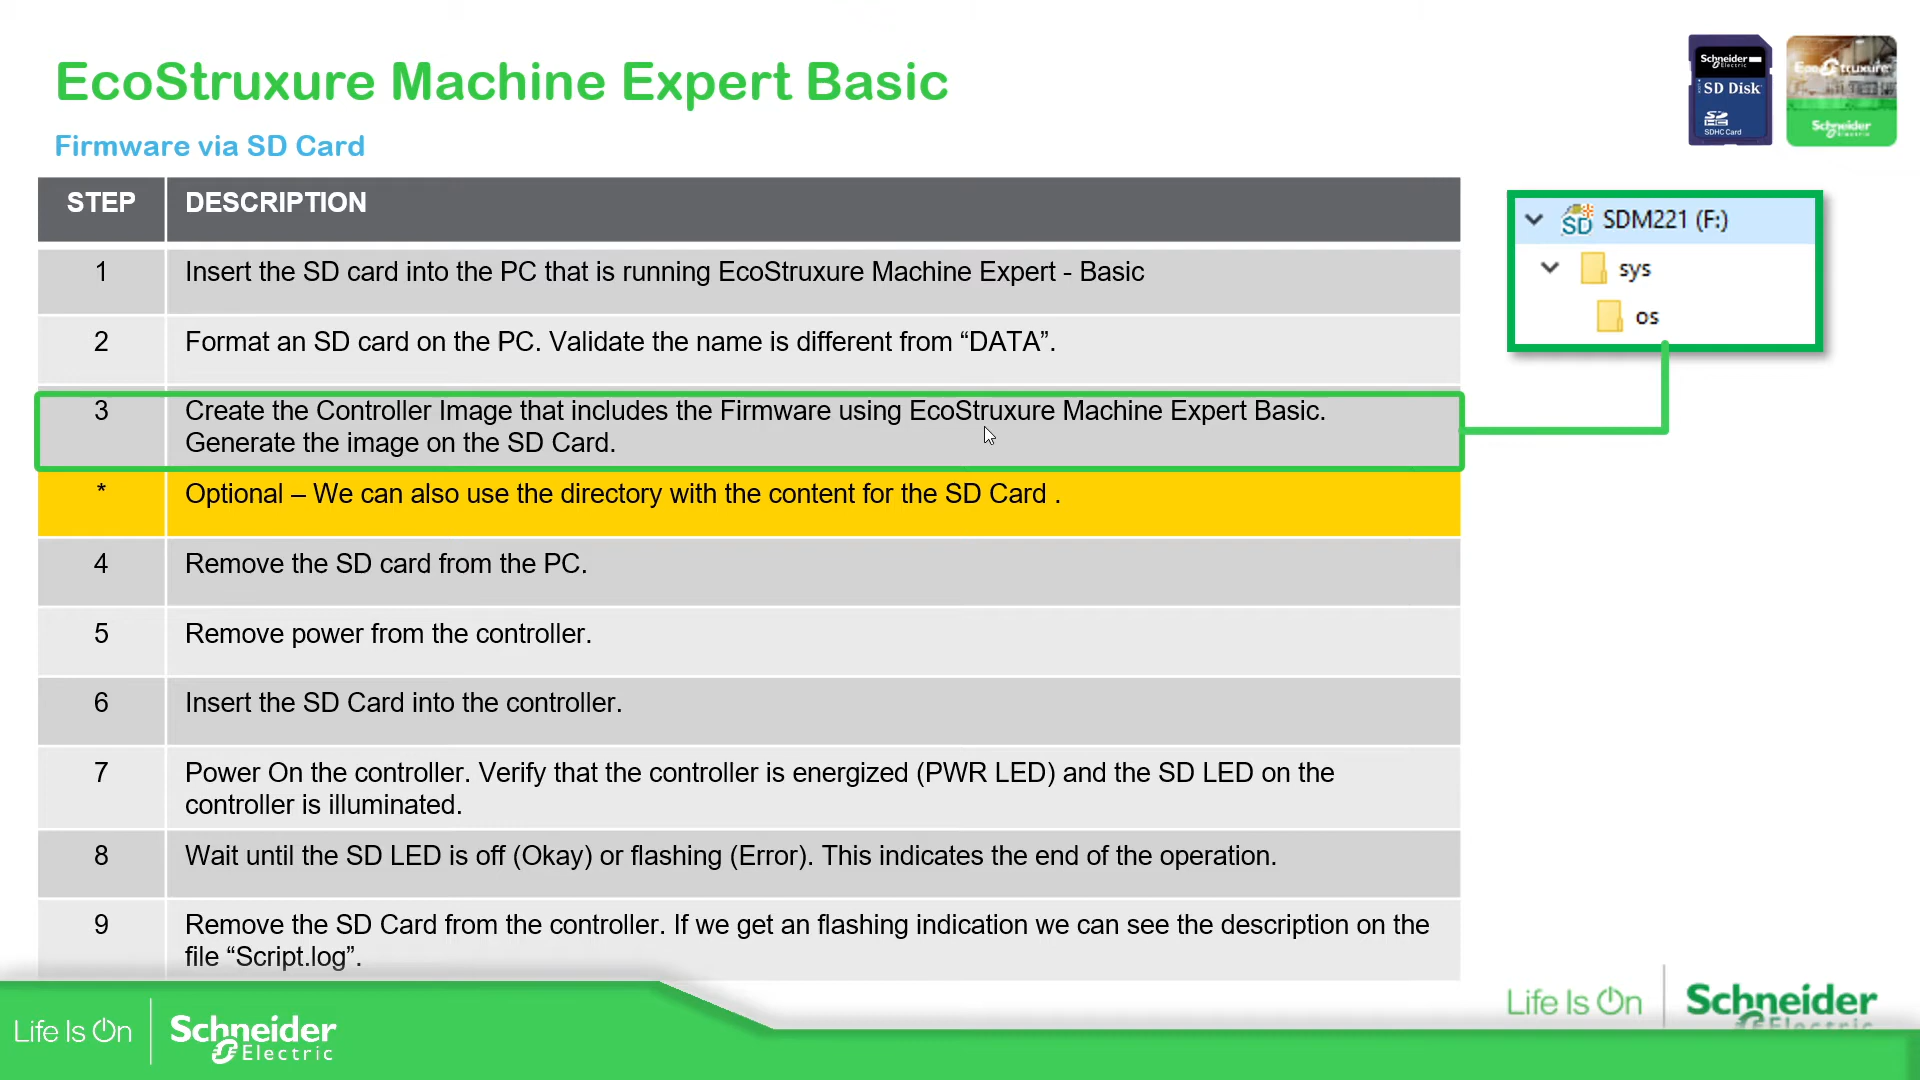 EcoStruxure Machine Expert Basic
Firmware via SD Card
Schneider
Electric
SD Disk
SDHC Card
EcoStruxure
Schneider
Electric
STEP DESCRIPTION
1 Insert the SD card into the PC that is running EcoStruxure Machine Expert - Basic
2 Format an SD card on the PC. Validate the name is different from “DATA”.
3 Create the Controller Image that includes the Firmware using EcoStruxure Machine Expert Basic.
Generate the image on the SD Card.
* Optional – We can also use the directory with the content for the SD Card .
4 Remove the SD card from the PC.
5 Remove power from the controller.
6 Insert the SD Card into the controller.
7 Power On the controller. Verify that the controller is energized (PWR LED) and the SD LED on the
controller is illuminated.
8 Wait until the SD LED is off (Okay) or flashing (Error). This indicates the end of the operation.
9 Remove the SD Card from the controller. If we get an flashing indication we can see the description on the
file “Script.log”.
SD SDM221 (F:)
sys
os
Life Is On Schneider
Electric
Life Is On Schneider
Electric